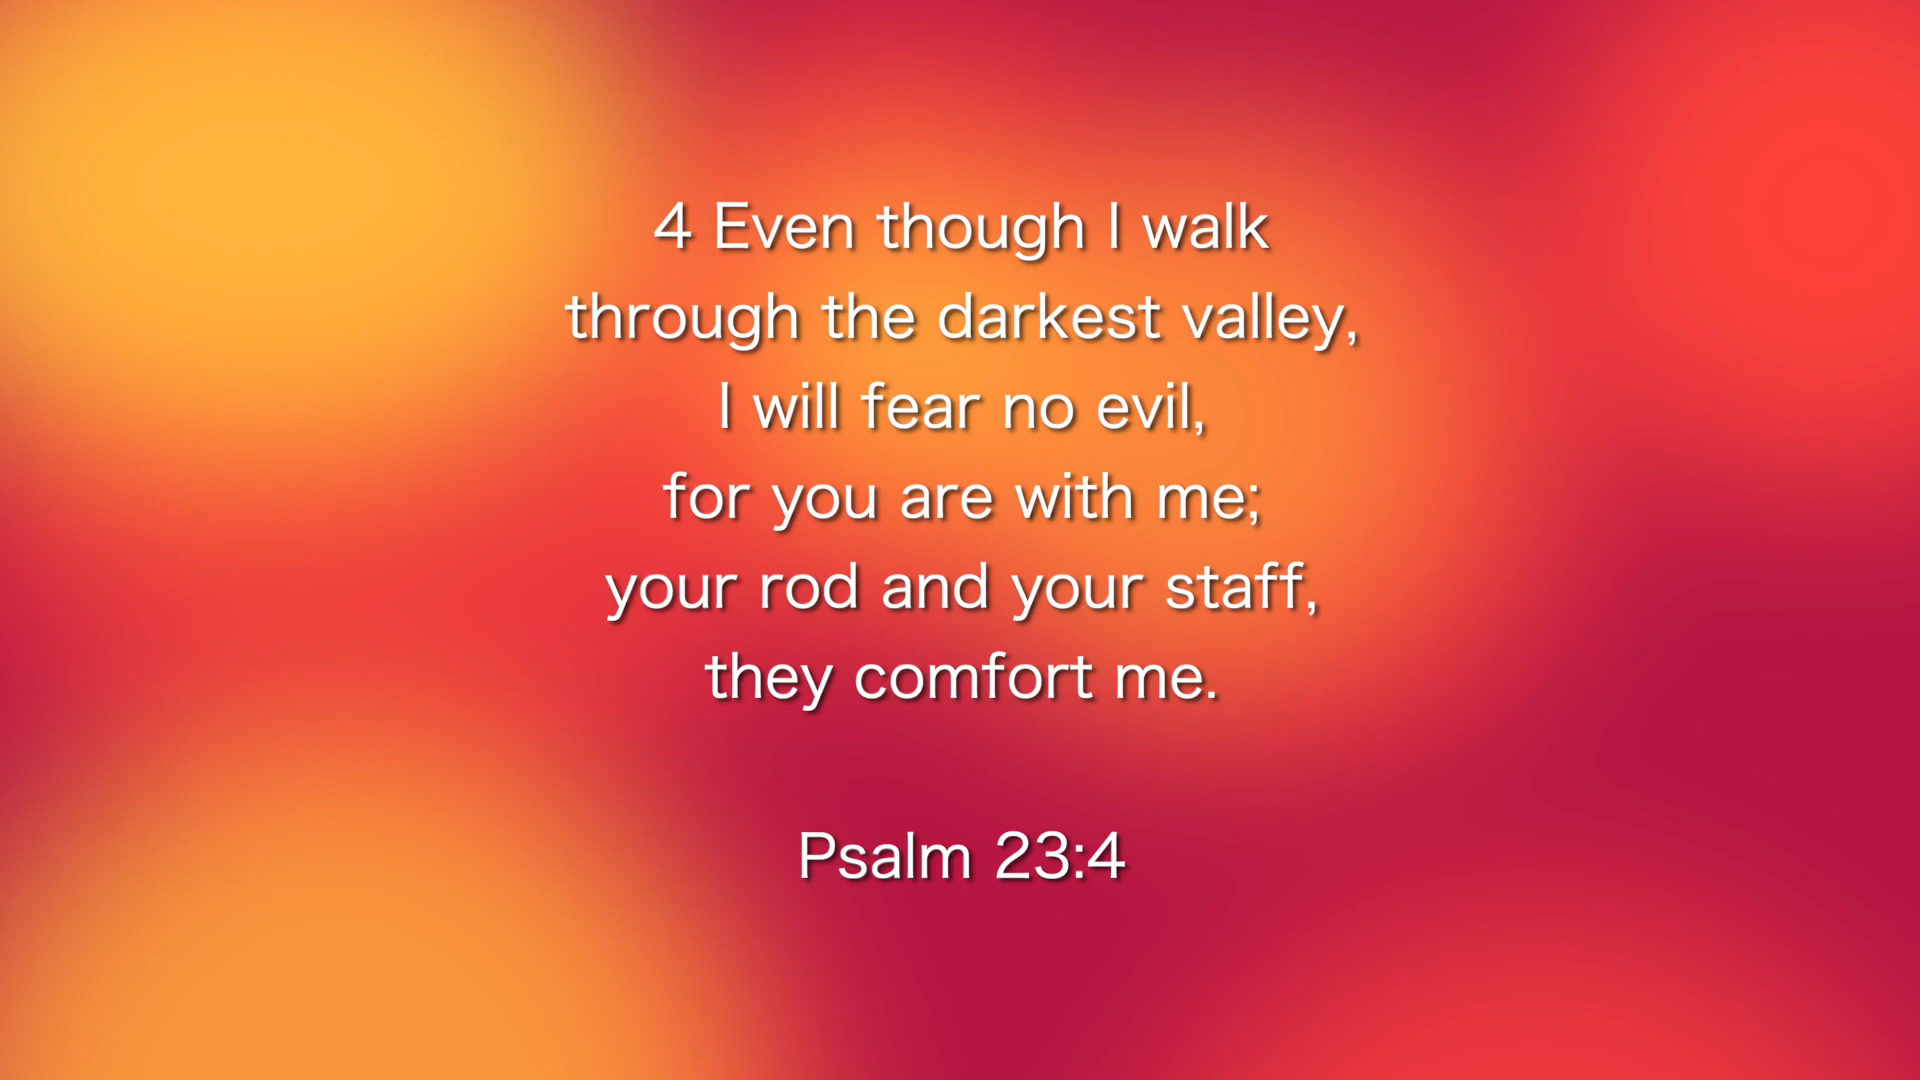 4 Even though I walk
through the darkest valley,
I will fear no evil,
for you are with me;
your rod and your staff,
they comfort me.
Psalm 23:4